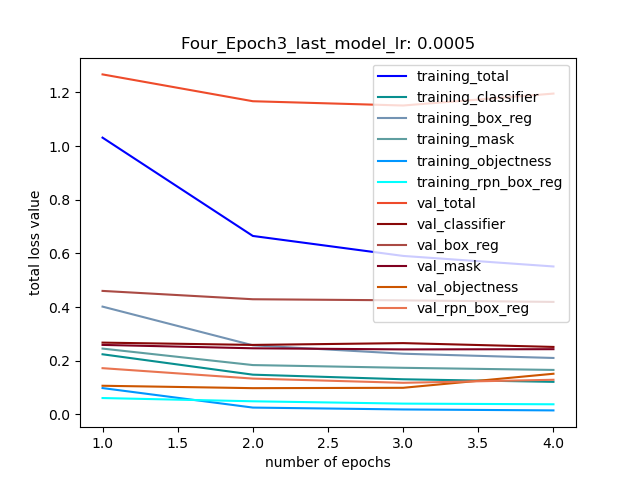 Four_Epoch3_last_model_lr: 0.0005
total loss value
1.2
1.0
0.8
0.6
0.4
0.2
0.0
training_total
training_classifier
training_box_reg
training_mask
training_objectness
training_rpn_box_reg
val_total
val_classifier
val_box_reg
val_mask
val_objectness
val_rpn_box_reg
1.0 1.5 2.0 2.5 3.0 3.5 4.0
number of epochs